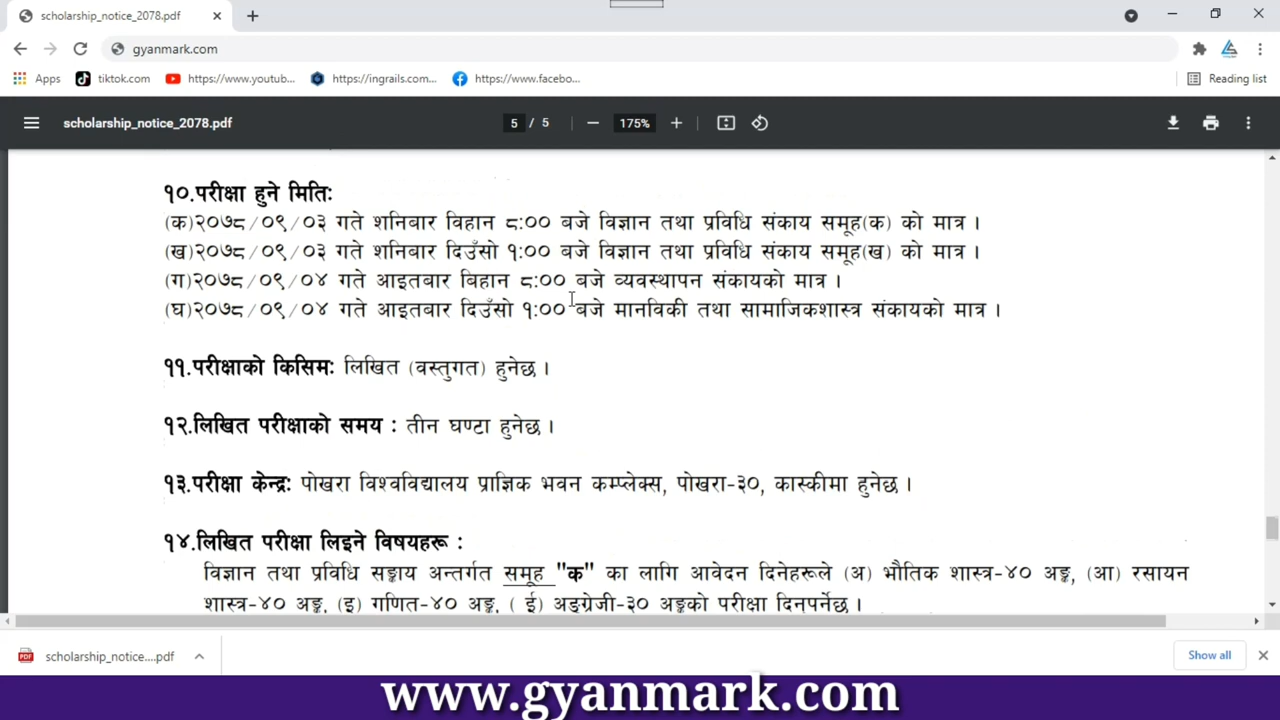 scholarship_notice_2078.pdf
gyanmark.com
Apps tiktok.com https://www.youtub... https://ingrails.com... https://www.facebo... Reading list
scholarship_notice_2078.pdf 5 / 5 175%
१०.परीक्षा हुने मितिः
(क)२०७८/०९/०३ गते शनिबार विहान ८:०० बजे विज्ञान तथा प्रविधि संकाय समूह(क) को मात्र ।
(ख)२०७८/०९/०३ गते शनिबार दिउँसो १:०० बजे विज्ञान तथा प्रविधि संकाय समूह(ख) को मात्र ।
(ग)२०७८/०९/०४ गते आइतबार बिहान ८:०० बजे व्यवस्थापन संकायको मात्र ।
(घ)२०७८/०९/०४ गते आइतबार दिउँसो १:०० बजे मानविकी तथा सामाजिकशास्त्र संकायको मात्र ।
११.परीक्षाको किसिमः लिखित (वस्तुगत) हुनेछ ।
१२.लिखित परीक्षाको समय : तीन घण्टा हुनेछ ।
१३.परीक्षा केन्द्रः पोखरा विश्वविद्यालय प्राज्ञिक भवन कम्प्लेक्स, पोखरा-३०, कास्कीमा हुनेछ ।
१४.लिखित परीक्षा लिइने विषयहरू :
विज्ञान तथा प्रविधि सङ्काय अन्तर्गत समूह "क" का लागि आवेदन दिनेहरूले (अ) भौतिक शास्त्र-४० अङ्क, (आ) रसायन
शास्त्र-४० अङ्क, (इ) गणित-४० अङ्क, ( ई) अङ्ग्रेजी-३० अङ्कको परीक्षा दिनुपर्नेछ ।
scholarship_notice....pdf Show all
www.gyanmark.com